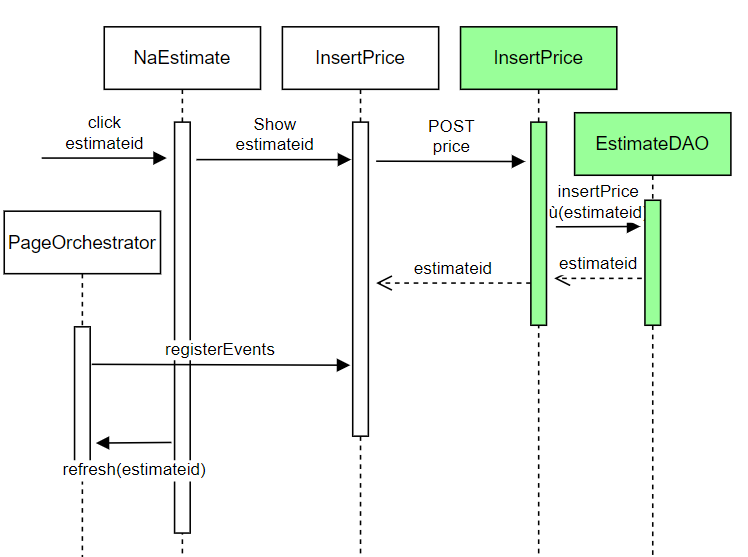 NaEstimate
InsertPrice
InsertPrice
click
estimateid
Show
estimateid
POST
price
EstimateDAO
insertPrice
ù(estimateid
PageOrchestrator
estimateid
estimateid
registerEvents
refresh(estimateid)